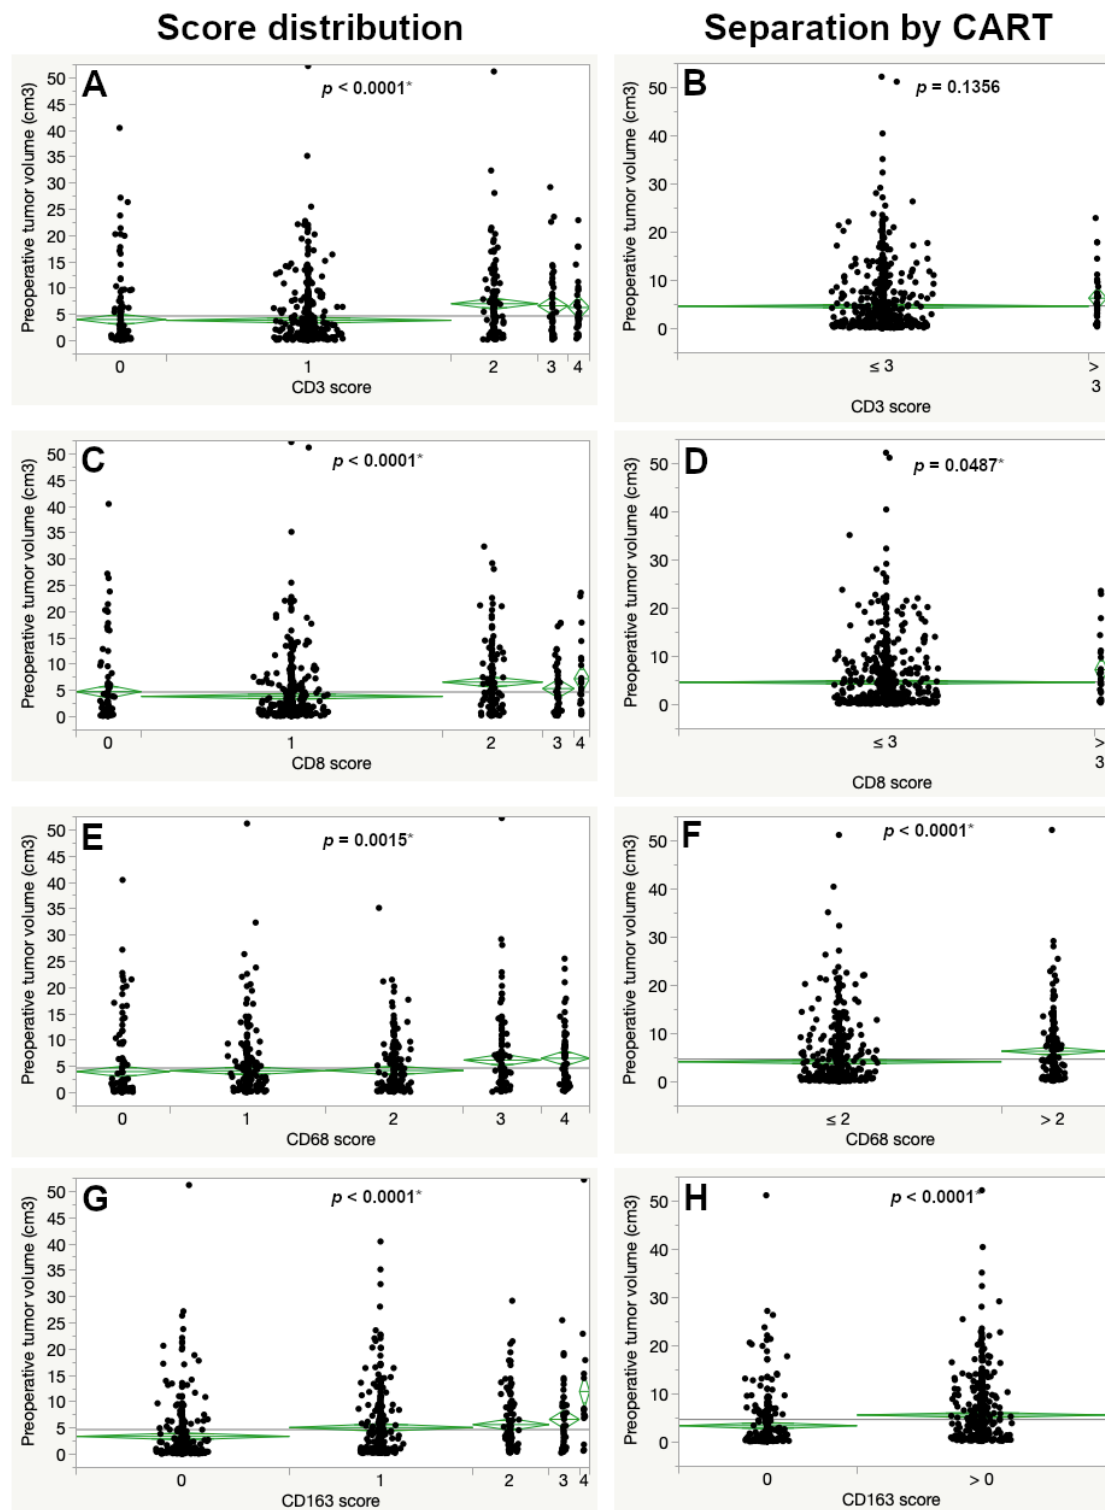 Score distribution
Separation by CART
A
p < 0.0001*
Preoperative tumor volume (cm3)
50
45
40
35
30
25
20
15
10
5
0
0 1 2 3 4
CD3 score
B
p = 0.1356
Preoperative tumor volume (cm3)
50
40
30
20
10
0
≤ 3 >
3
CD3 score
C
p < 0.0001*
Preoperative tumor volume (cm3)
50
45
40
35
30
25
20
15
10
5
0
0 1 2 3 4
CD8 score
D
p = 0.0487*
Preoperative tumor volume (cm3)
50
40
30
20
10
0
≤ 3 >
3
CD8 score
E
p = 0.0015*
Preoperative tumor volume (cm3)
50
45
40
35
30
25
20
15
10
5
0
0 1 2 3 4
CD68 score
F
p < 0.0001*
Preoperative tumor volume (cm3)
50
40
30
20
10
0
≤ 2 > 2
CD68 score
G
p < 0.0001*
Preoperative tumor volume (cm3)
50
45
40
35
30
25
20
15
10
5
0
0 1 2 3 4
CD163 score
H
p < 0.0001*
Preoperative tumor volume (cm3)
50
40
30
20
10
0
0 > 0
CD163 score